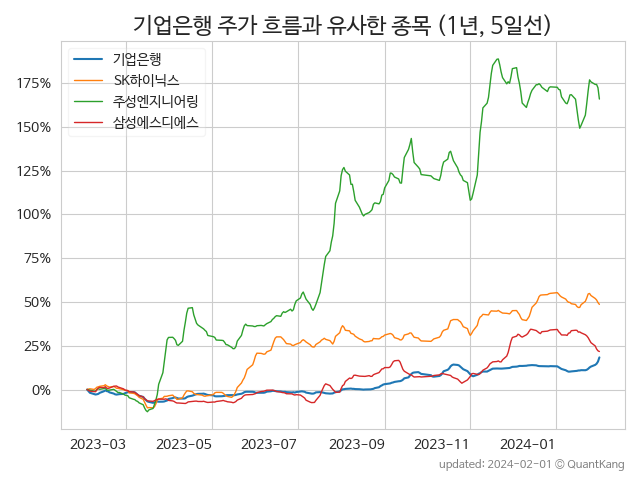 기업은행 주가 흐름과 유사한 종목 (1년, 5일선)
기업은행
SK하이닉스
주성엔지니어링
삼성에스디에스
175%
150%
125%
100%
75%
50%
25%
0%
2023-03 2023-05 2023-07 2023-09 2023-11 2024-01
updated: 2024-02-01 © QuantKang